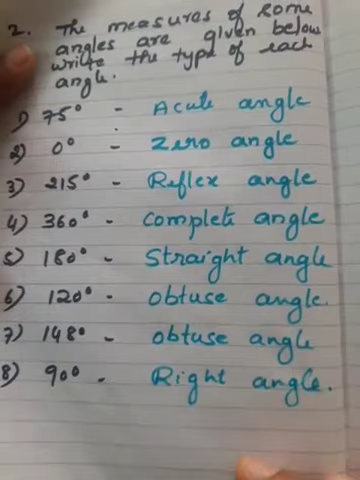 2. The measures of some
angles are given below
write the type of each
angle.
1) 75° - Acute angle
2) 0° - Zero angle
3) 215° - Reflex angle
4) 360° - Complete angle
5) 180° - Straight angle
6) 120° - obtuse angle.
7) 148° - obtuse angle
8) 90° - Right angle.